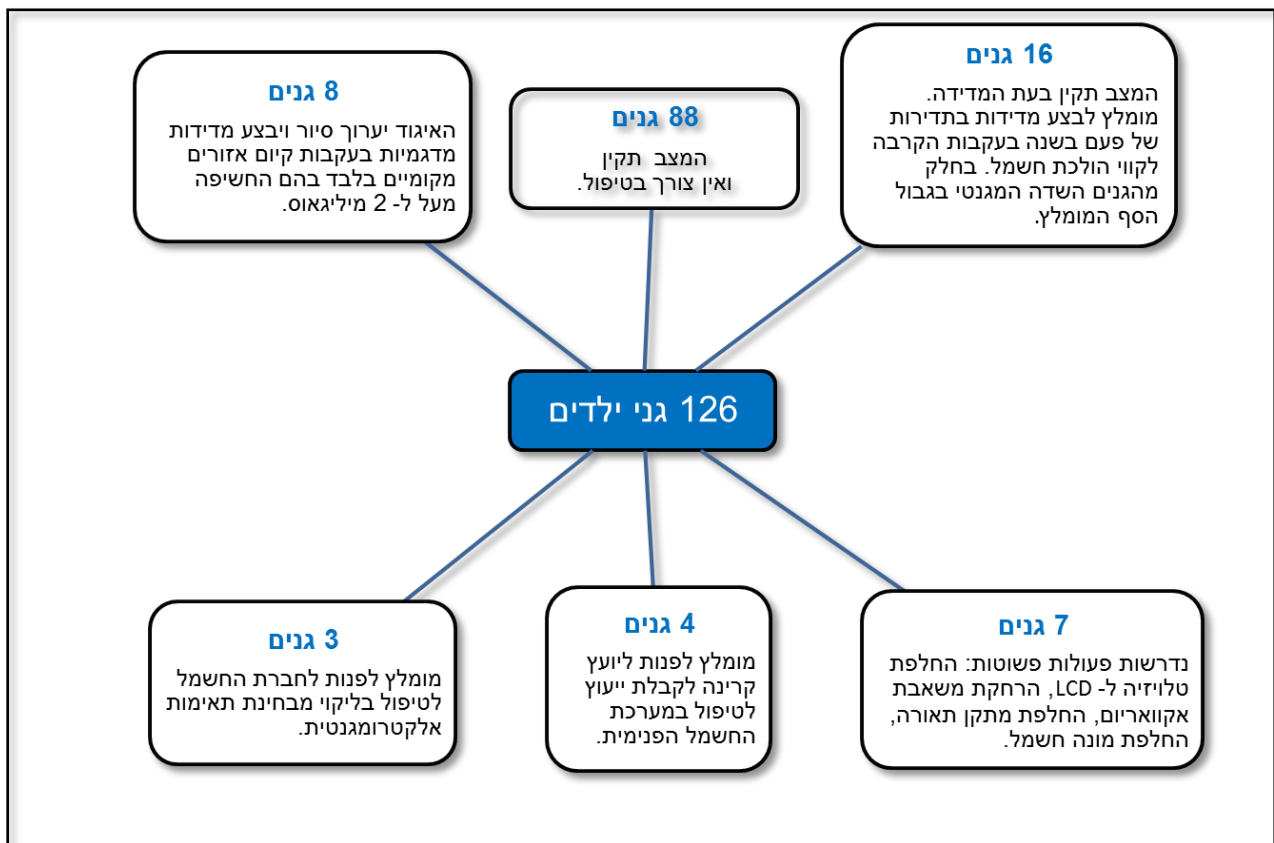 16 גנים
המצב תקין בעת המדידה.
מומלץ לבצע מדידות בתדירות
של פעם בשנה בעקבות הקרבה
לקווי הולכת חשמל. בחלק
מהגנים השדה המגנטי בגבול
הסף המומלץ.
88 גנים
המצב תקין
ואין צורך בטיפול.
8 גנים
האיגוד יערוך סיור ויבצע מדידות
מדגמיות בעקבות קיום אזורים
מקומיים בלבד בהם החשיפה
מעל ל- 2 מיליגאוס.
126 גני ילדים
7 גנים
נדרשות פעולות פשוטות: החלפת
טלויזיה ל- LCD, הרחקת משאבת
אקוואריום, החלפת מתקן תאורה,
החלפת מונה חשמל.
4 גנים
מומלץ לפנות ליועץ
קרינה לקבלת ייעוץ
לטיפול במערכת
החשמל הפנימית.
3 גנים
מומלץ לפנות לחברת החשמל
לטיפול בליקוי מבחינת תאימות
אלקטרומגנטית.